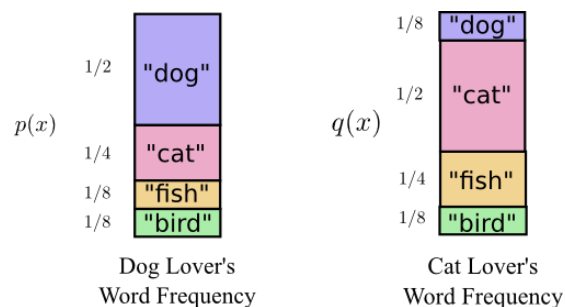 1/2
"dog"
p(x)
1/4
"cat"
1/8
"fish"
1/8
"bird"
Dog Lover's
Word Frequency
1/8
"dog"
1/2
"cat"
q(x)
1/4
"fish"
1/8
"bird"
Cat Lover's
Word Frequency